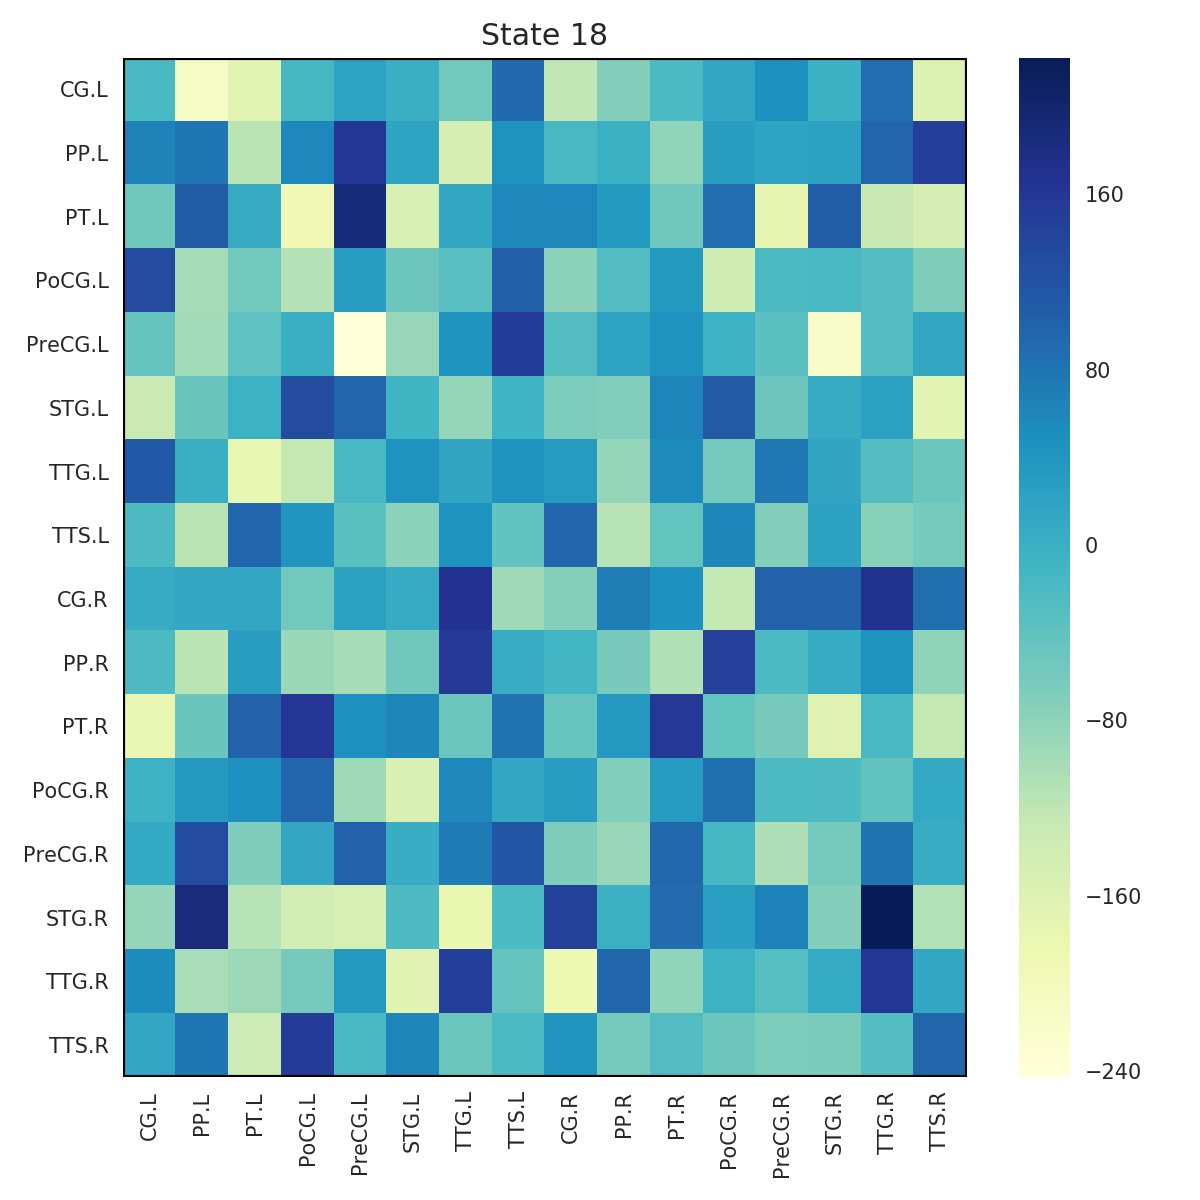 State 18
CG.L
PP.L
PT.L
PoCG.L
PreCG.L
STG.L
TTG.L
TTS.L
CG.R
PP.R
PT.R
PoCG.R
PreCG.R
STG.R
TTG.R
TTS.R
CG.L
PP.L
PT.L
PoCG.L
PreCG.L
STG.L
TTG.L
TTS.L
CG.R
PP.R
PT.R
PoCG.R
PreCG.R
STG.R
TTG.R
TTS.R
160
80
0
−80
−160
−240